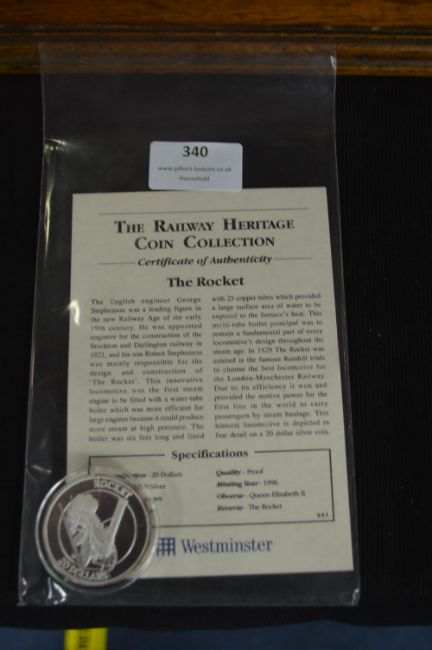 340
www.gilbert-baitson.co.uk
Household
THE RAILWAY HERITAGE
COIN COLLECTION
Certificate of Authenticity
The Rocket
The English engineer George
Stephenson was a leading figure in
the new Railway Age of the early
19th century. He was appointed
engineer for the construction of the
Stockton and Darlington railway in
1821, and his son Robert Stephenson
was mainly responsible for the
design and construction of
'The Rocket'. This innovative
locomotive was the first steam
engine to be fitted with a water-tube
boiler which was more efficient for
large engines because it could produce
more steam at high pressure. The
boiler was six feet long and lined
with 25 copper tubes which provided
a large surface area of water to be
exposed to the furnace's heat. This
multi-tube boiler principal was to
remain a fundamental part of every
locomotive's design throughout the
steam age. In 1829 The Rocket was
entered in the famous Rainhill trials
to choose the best locomotive for
the London-Manchester Railway.
Due to its efficiency it won and
provided the motive power for the
first line in the world to carry
passengers by steam haulage. This
historic locomotive is depicted in
fine detail on a 20 dollar silver coin.
Specifications
- 20 Dollars
Silver
Quality - Proof
Minting Year - 1996
Obverse - Queen Elizabeth II
Reverse - The Rocket
ROCKET
20 DOLLARS
Westminster